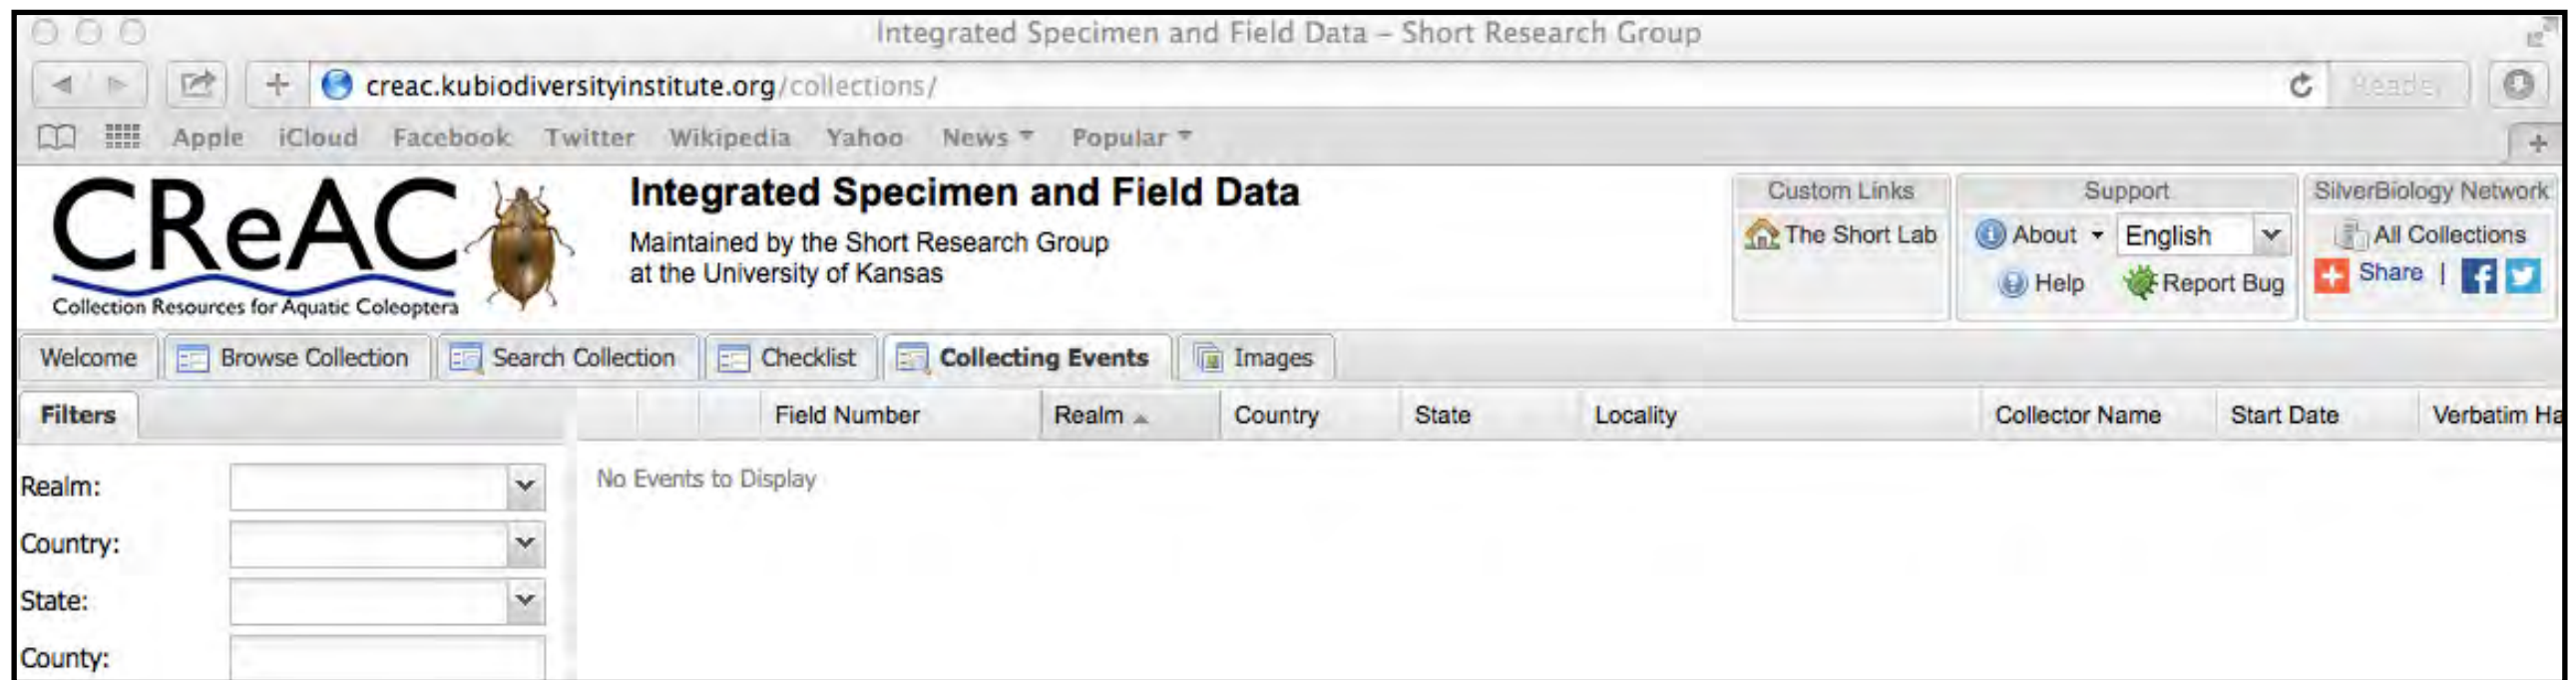 Integrated Specimen and Field Data – Short Research Group
creac.kubiodiversityinstitute.org/collections/
Reader
Apple iCloud Facebook Twitter Wikipedia Yahoo News Popular
CReAC
Collection Resources for Aquatic Coleoptera
Integrated Specimen and Field Data
Maintained by the Short Research Group
at the University of Kansas
Custom Links
The Short Lab
Support
About English
Help Report Bug
SilverBiology Network
All Collections
Share |
Welcome Browse Collection Search Collection Checklist Collecting Events Images
Filters
Field Number Realm Country State Locality Collector Name Start Date Verbatim Ha
Realm:
Country:
State:
County:
No Events to Display